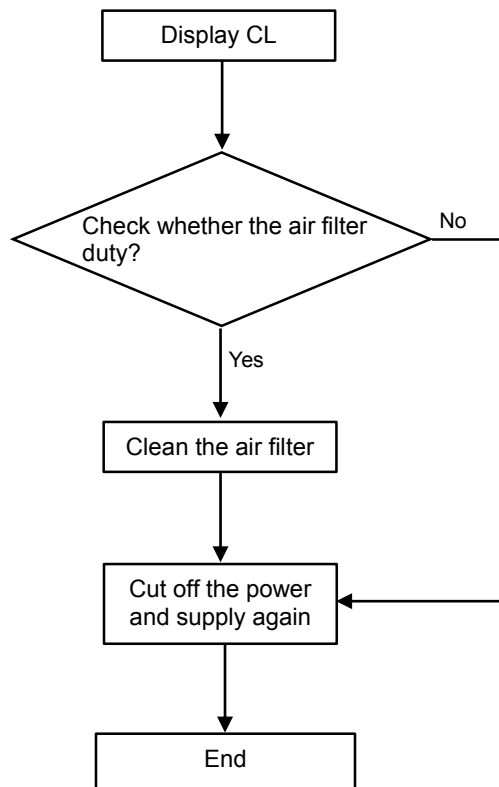 Display CL
Check whether the air filter
duty?
No
Yes
Clean the air filter
Cut off the power
and supply again
End